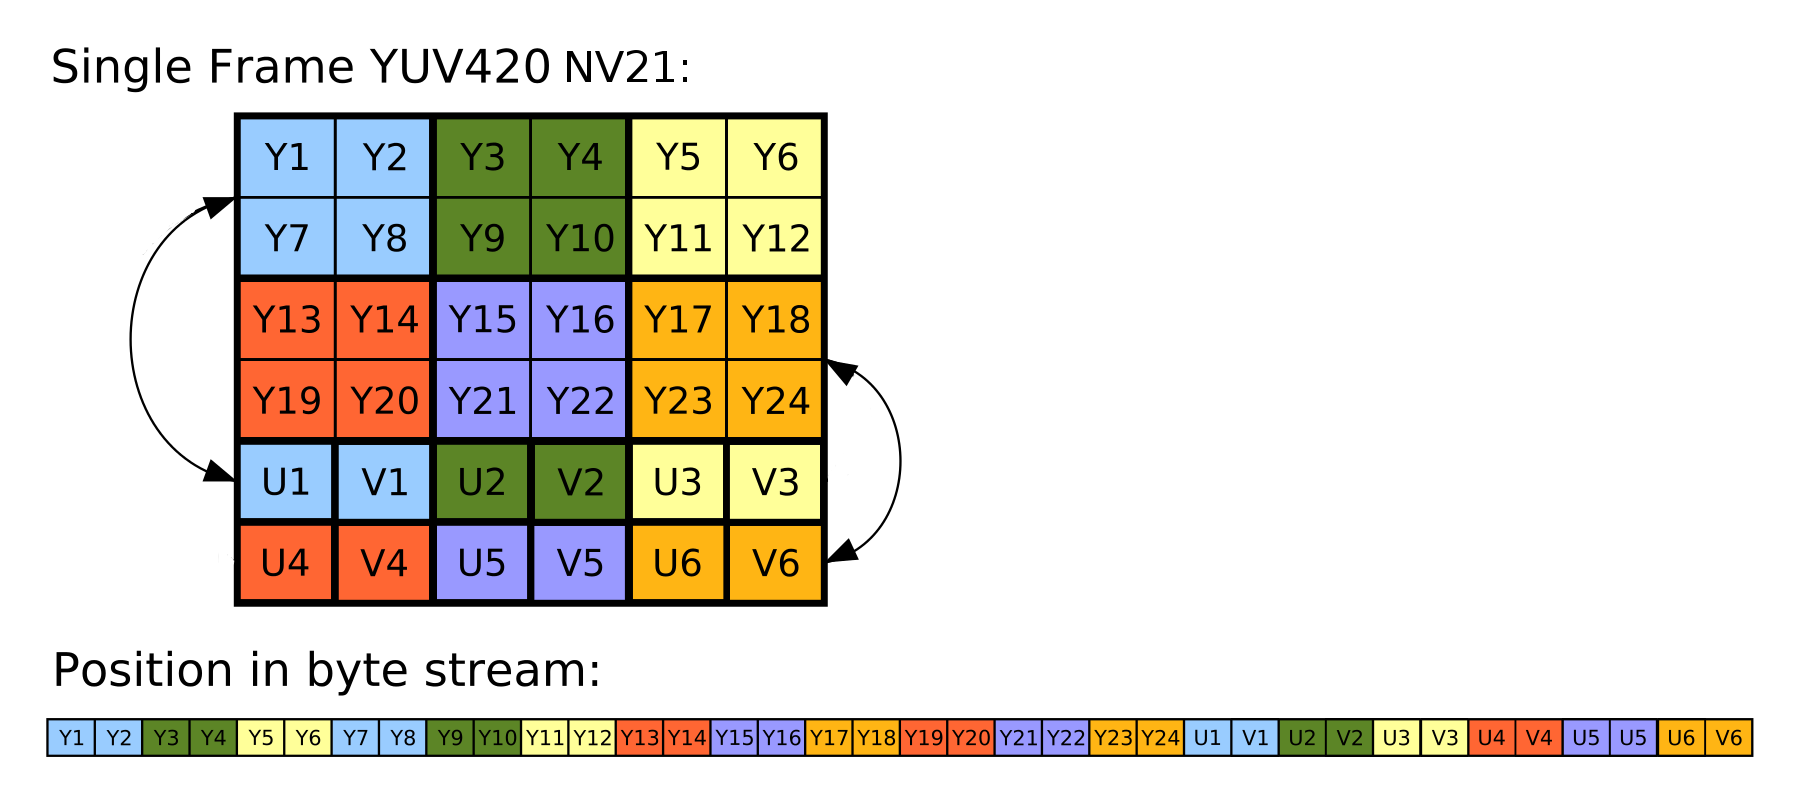 Single Frame YUV420 NV21:
Y1 Y2 Y3 Y4 Y5 Y6
Y7 Y8 Y9 Y10 Y11 Y12
Y13 Y14 Y15 Y16 Y17 Y18
Y19 Y20 Y21 Y22 Y23 Y24
U1 V1 U2 V2 U3 V3
U4 V4 U5 V5 U6 V6
Position in byte stream:
Y1 Y2 Y3 Y4 Y5 Y6 Y7 Y8 Y9 Y10 Y11 Y12 Y13 Y14 Y15 Y16 Y17 Y18 Y19 Y20 Y21 Y22 Y23 Y24 U1 V1 U2 V2 U3 V3 U4 V4 U5 U5 U6 V6